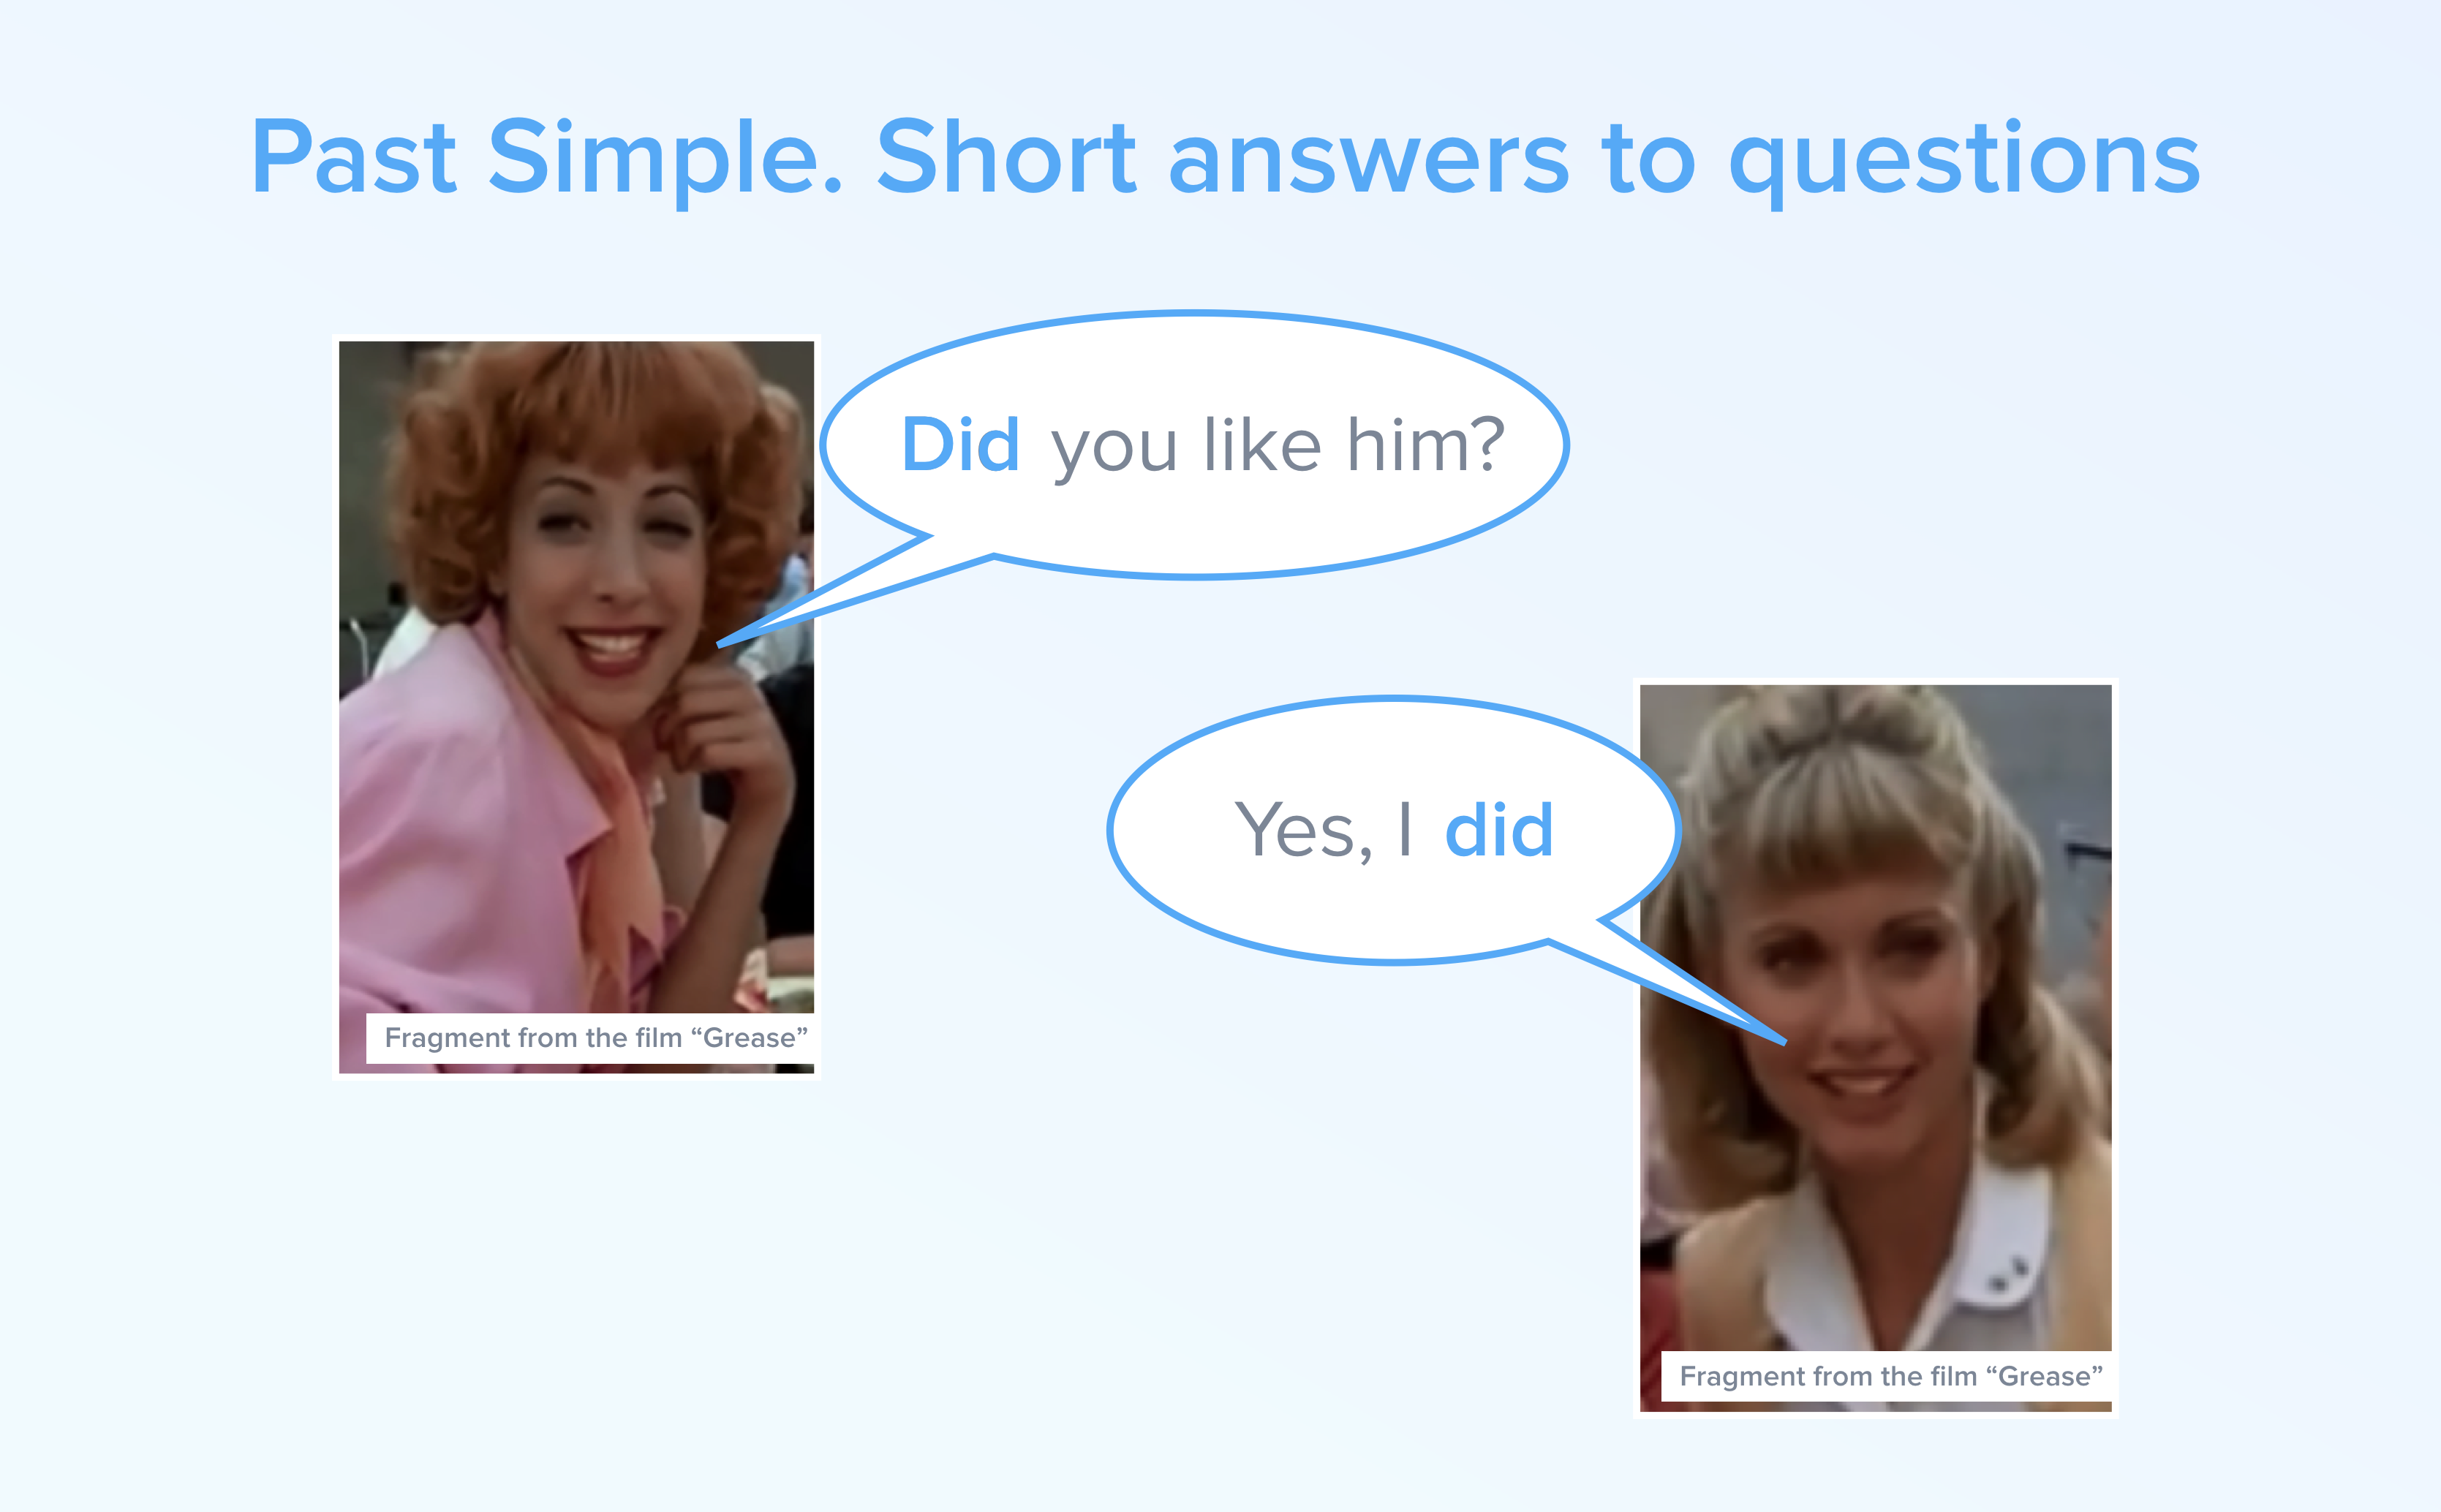 Past Simple. Short answers to questions
Did you like him?
Yes, I did
Fragment from the film “Grease”
Fragment from the film “Grease”